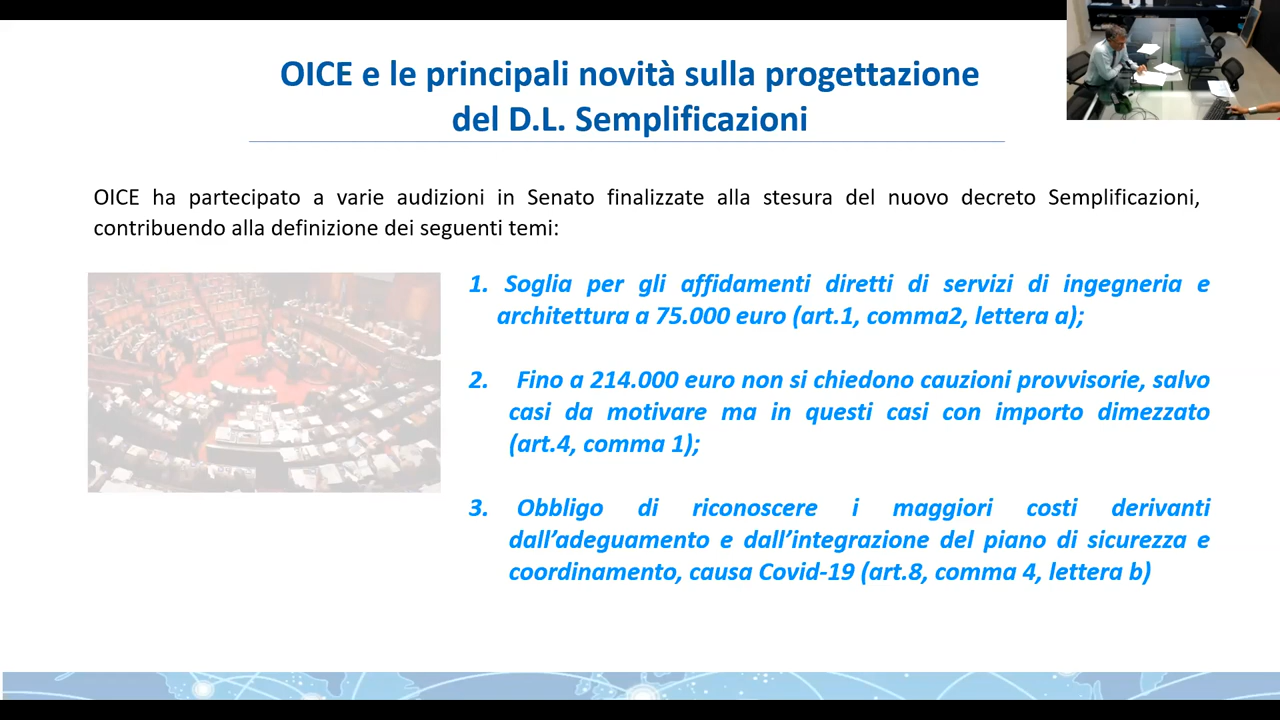 OICE e le principali novità sulla progettazione
del D.L. Semplificazioni
OICE ha partecipato a varie audizioni in Senato finalizzate alla stesura del nuovo decreto Semplificazioni,
contribuendo alla definizione dei seguenti temi:
1. Soglia per gli affidamenti diretti di servizi di ingegneria e
architettura a 75.000 euro (art.1, comma2, lettera a);
2. Fino a 214.000 euro non si chiedono cauzioni provvisorie, salvo
casi da motivare ma in questi casi con importo dimezzato
(art.4, comma 1);
3. Obbligo di riconoscere i maggiori costi derivanti
dall’adeguamento e dall’integrazione del piano di sicurezza e
coordinamento, causa Covid-19 (art.8, comma 4, lettera b)